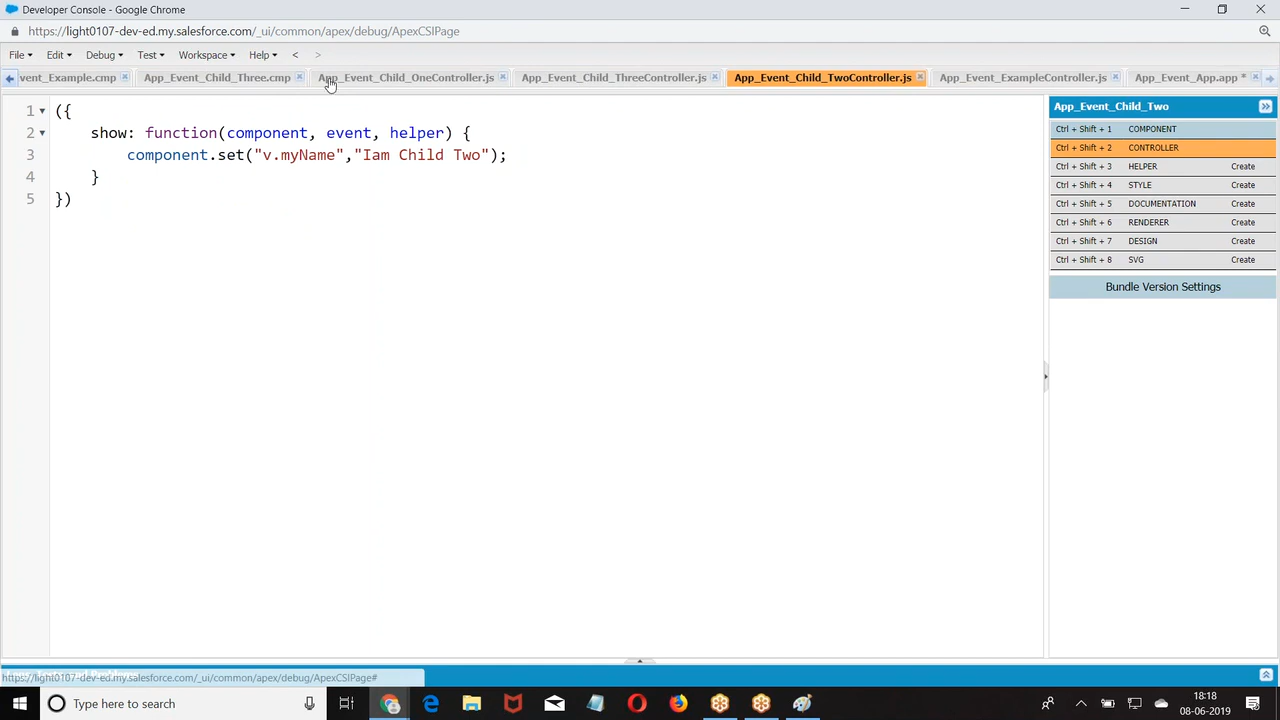 Developer Console - Google Chrome
https://light0107-dev-ed.my.salesforce.com/_ui/common/apex/debug/ApexCSIPage
File Edit Debug Test Workspace Help < >
vent_Example.cmp App_Event_Child_Three.cmp App_Event_Child_OneController.js App_Event_Child_ThreeController.js App_Event_Child_TwoController.js App_Event_ExampleController.js App_Event_App.app *
1 ({
2 show: function(component, event, helper) {
3 component.set("v.myName","Iam Child Two");
4 }
5 })
App_Event_Child_Two
Ctrl + Shift + 1 COMPONENT
Ctrl + Shift + 2 CONTROLLER
Ctrl + Shift + 3 HELPER Create
Ctrl + Shift + 4 STYLE Create
Ctrl + Shift + 5 DOCUMENTATION Create
Ctrl + Shift + 6 RENDERER Create
Ctrl + Shift + 7 DESIGN Create
Ctrl + Shift + 8 SVG Create
Bundle Version Settings
https://light0107-dev-ed.my.salesforce.com/_ui/common/apex/debug/ApexCSIPage#
Type here to search
18:18
08-06-2019